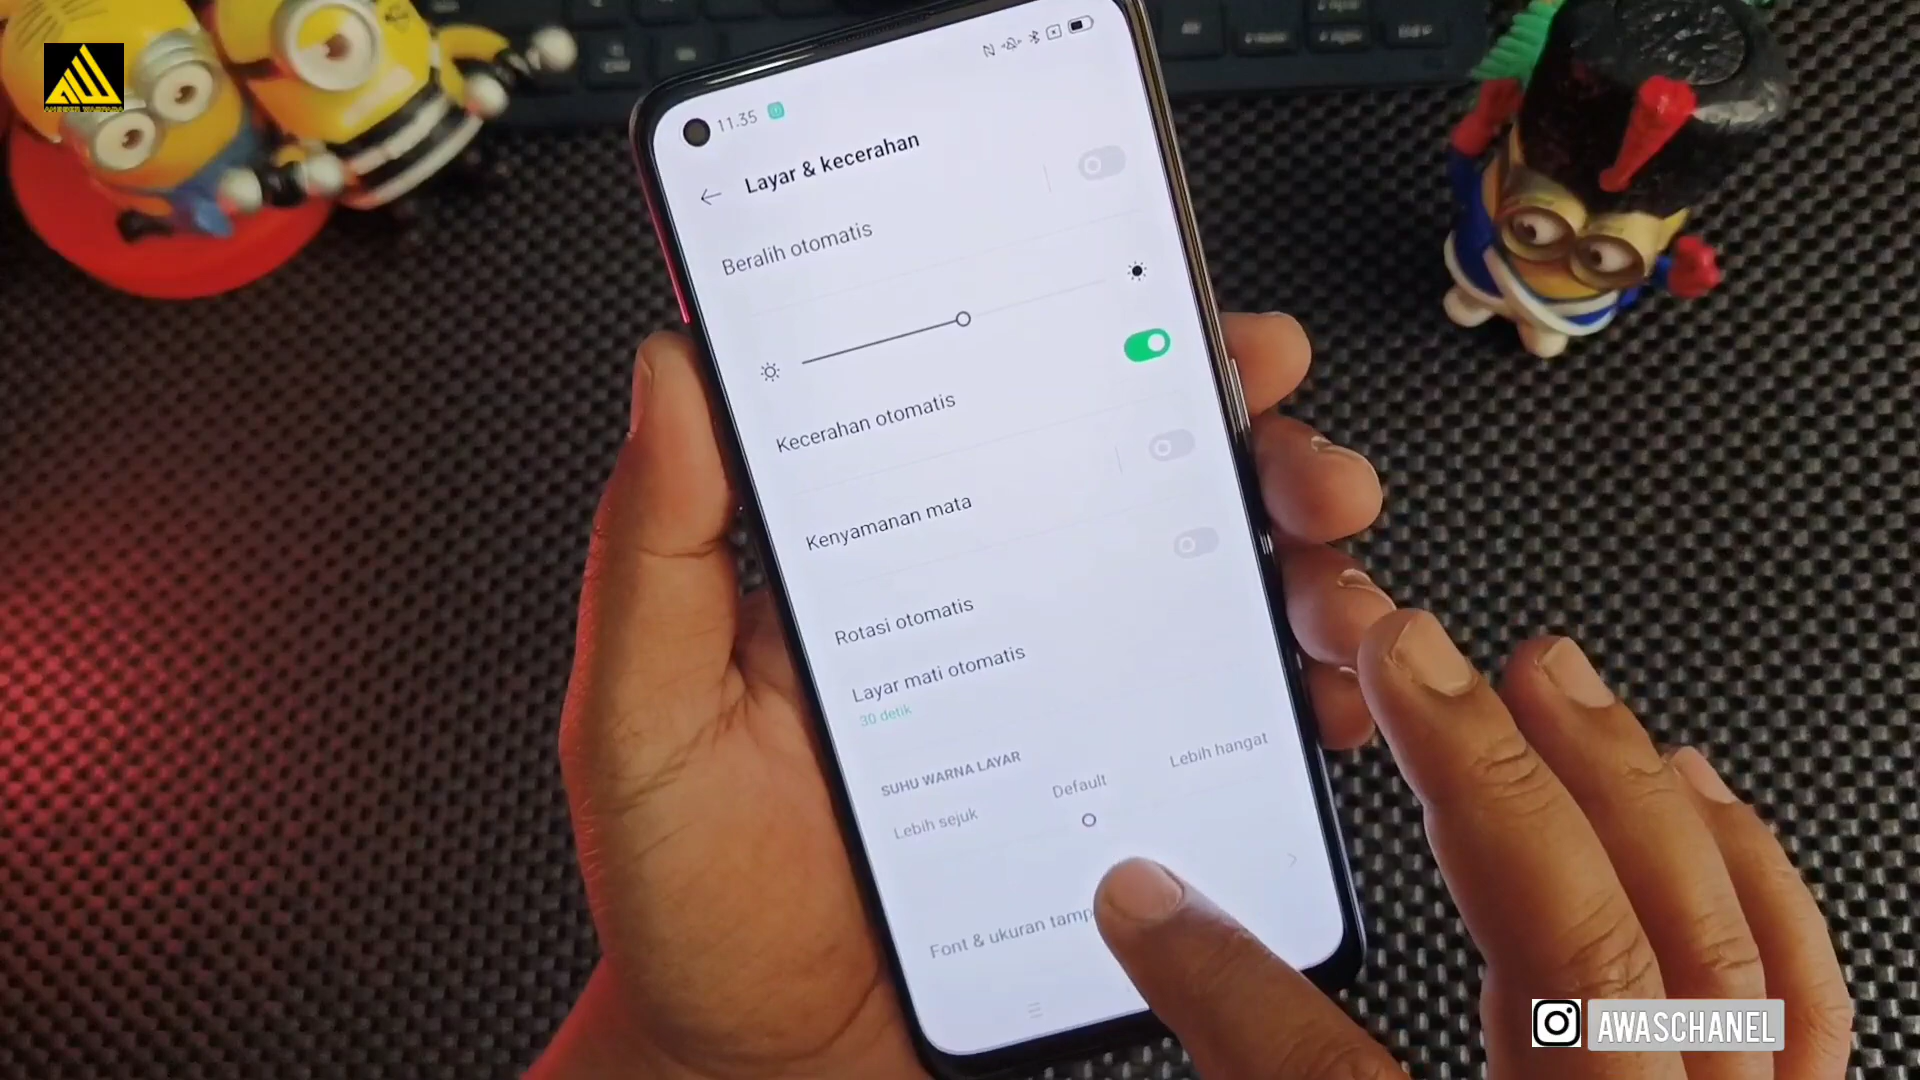 11.35
Layar & kecerahan
Beralih otomatis
Kecerahan otomatis
Kenyamanan mata
Rotasi otomatis
Layar mati otomatis
30 detik
SUHU WARNA LAYAR
Lebih sejuk
Default
Lebih hangat
Font & ukuran
AWASCHANEL